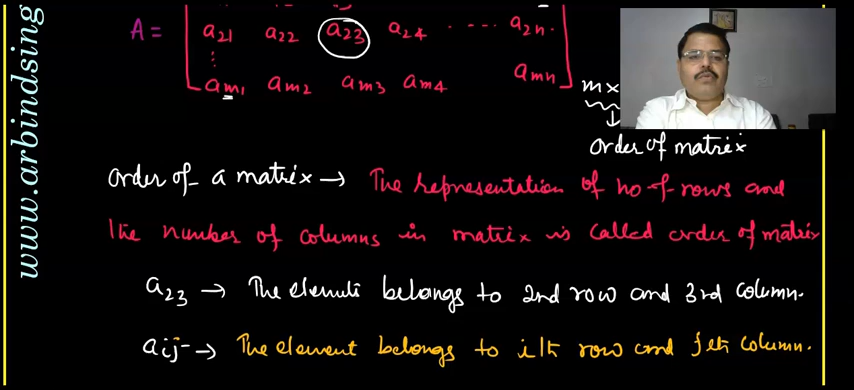 A = a21 a22 a23 a24 ---- a2n.
⋮
am1 am2 am3 am4 amn
mx
order of matrix
order of a matrix → The representation of no of rows and
the number of columns in matrix is called order of matrix
a23 → The elements belongs to 2nd row and 3rd column.
aij → The element belongs to ith row and jth column.
www.arbindsing